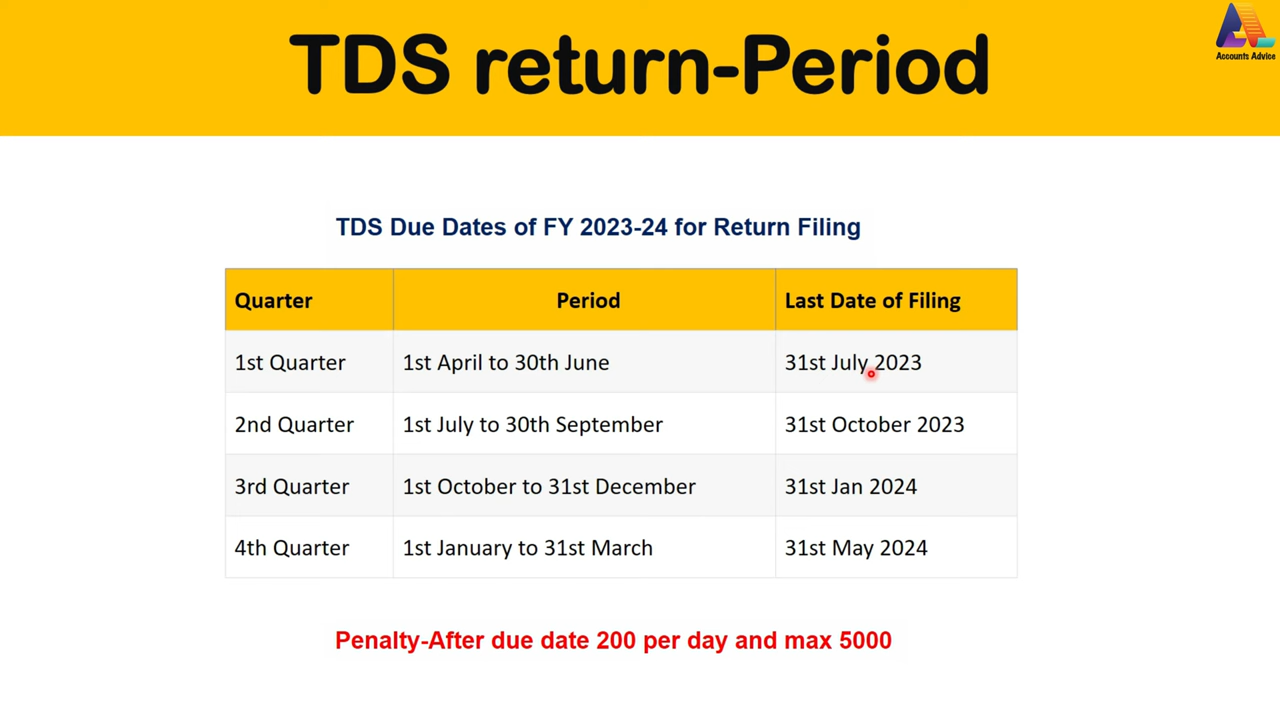 TDS return-Period
Accounts Advice
TDS Due Dates of FY 2023-24 for Return Filing
Quarter Period Last Date of Filing
1st Quarter 1st April to 30th June 31st July 2023
2nd Quarter 1st July to 30th September 31st October 2023
3rd Quarter 1st October to 31st December 31st Jan 2024
4th Quarter 1st January to 31st March 31st May 2024
Penalty-After due date 200 per day and max 5000